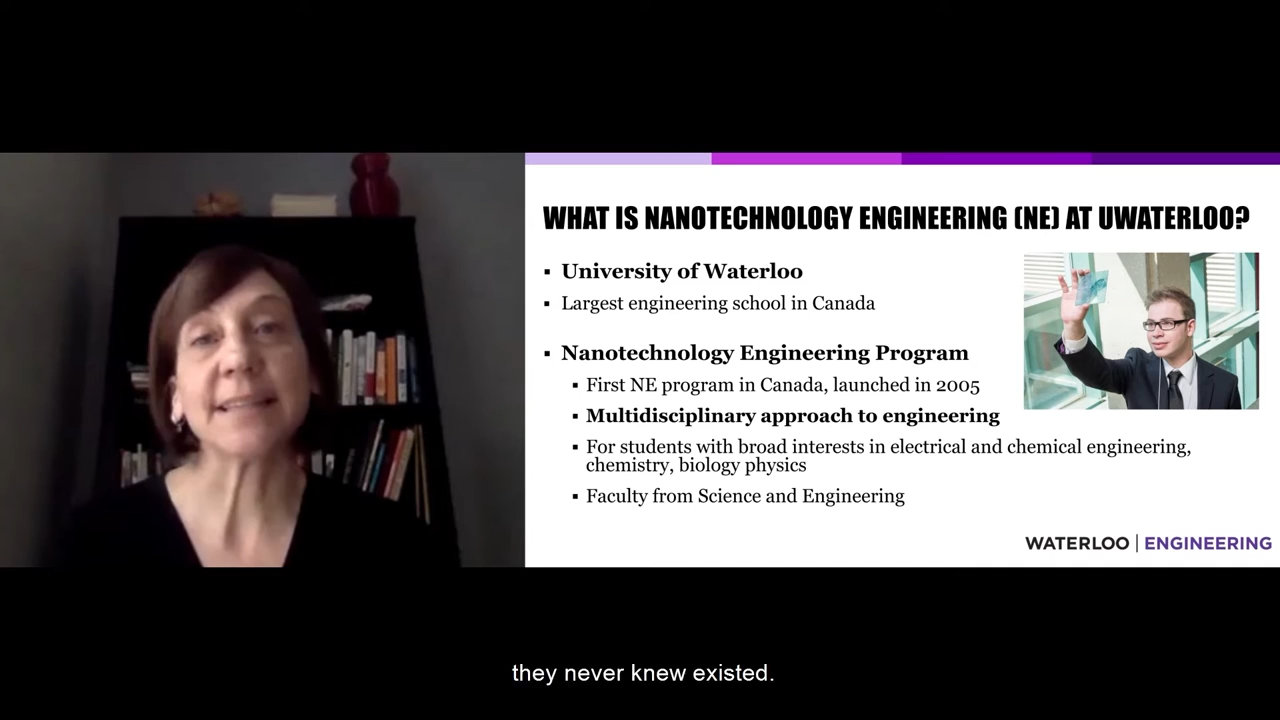 WHAT IS NANOTECHNOLOGY ENGINEERING (NE) AT UWATERLOO?
▪ University of Waterloo
▪ Largest engineering school in Canada
▪ Nanotechnology Engineering Program
▪ First NE program in Canada, launched in 2005
▪ Multidisciplinary approach to engineering
▪ For students with broad interests in electrical and chemical engineering,
chemistry, biology physics
▪ Faculty from Science and Engineering
WATERLOO | ENGINEERING
they never knew existed.